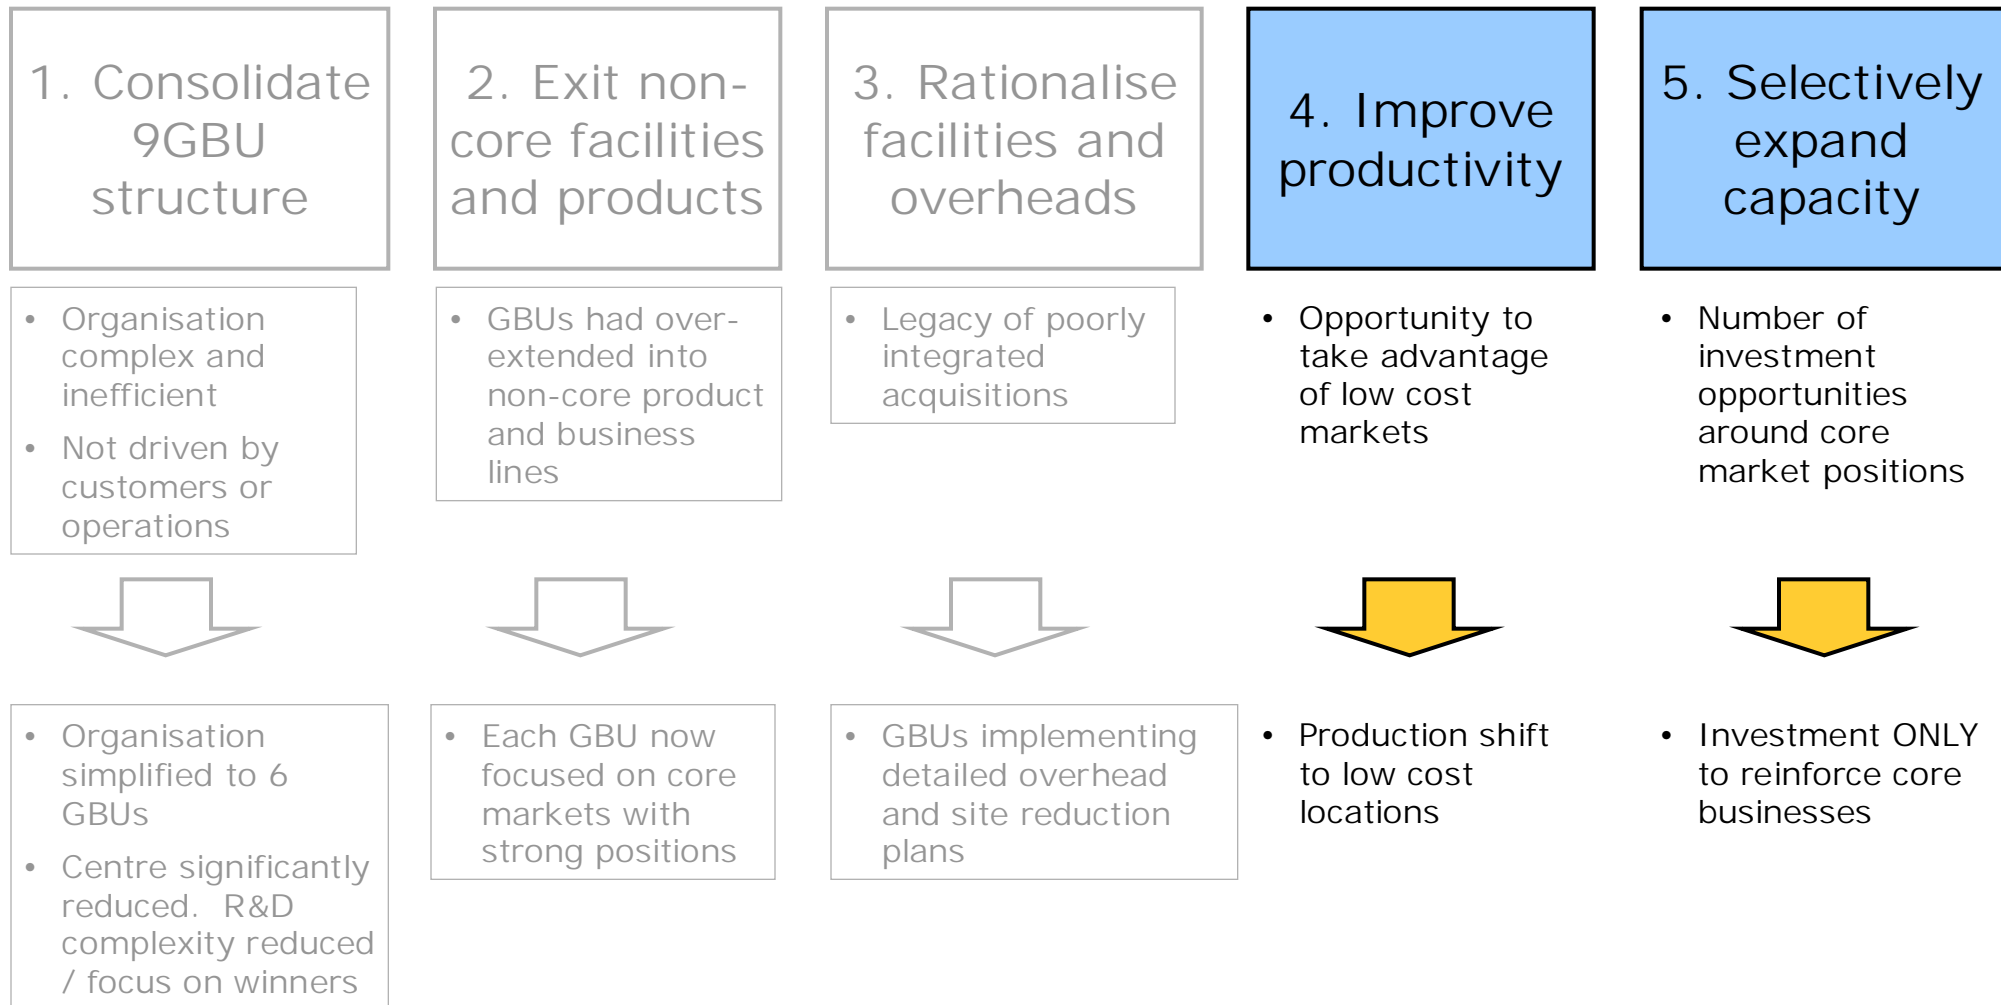 1. Consolidate
9GBU
structure
2. Exit non-
core facilities
and products
3. Rationalise
facilities and
overheads
4. Improve
productivity
5. Selectively
expand
capacity
• Organisation
complex and
inefficient
• Not driven by
customers or
operations
• GBUs had over-
extended into
non-core product
and business
lines
• Legacy of poorly
integrated
acquisitions
• Opportunity to
take advantage
of low cost
markets
• Number of
investment
opportunities
around core
market positions
• Organisation
simplified to 6
GBUs
• Centre significantly
reduced. R&D
complexity reduced
/ focus on winners
• Each GBU now
focused on core
markets with
strong positions
• GBUs implementing
detailed overhead
and site reduction
plans
• Production shift
to low cost
locations
• Investment ONLY
to reinforce core
businesses